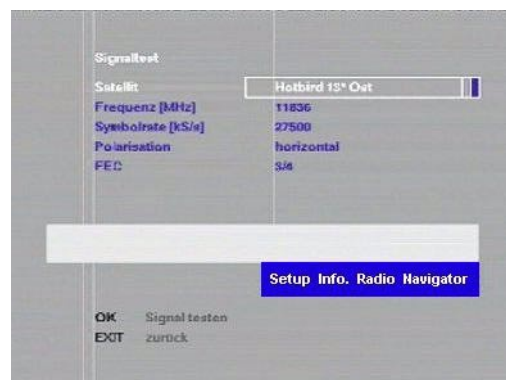 Signaltest
Satellit Hotbird 13° Ost
Frequenz [MHz] 11836
Symbolrate [kS/s] 27500
Polarisation horizontal
FEC 3/4
Setup Info. Radio Navigator
OK Signal testen
EXIT zurück